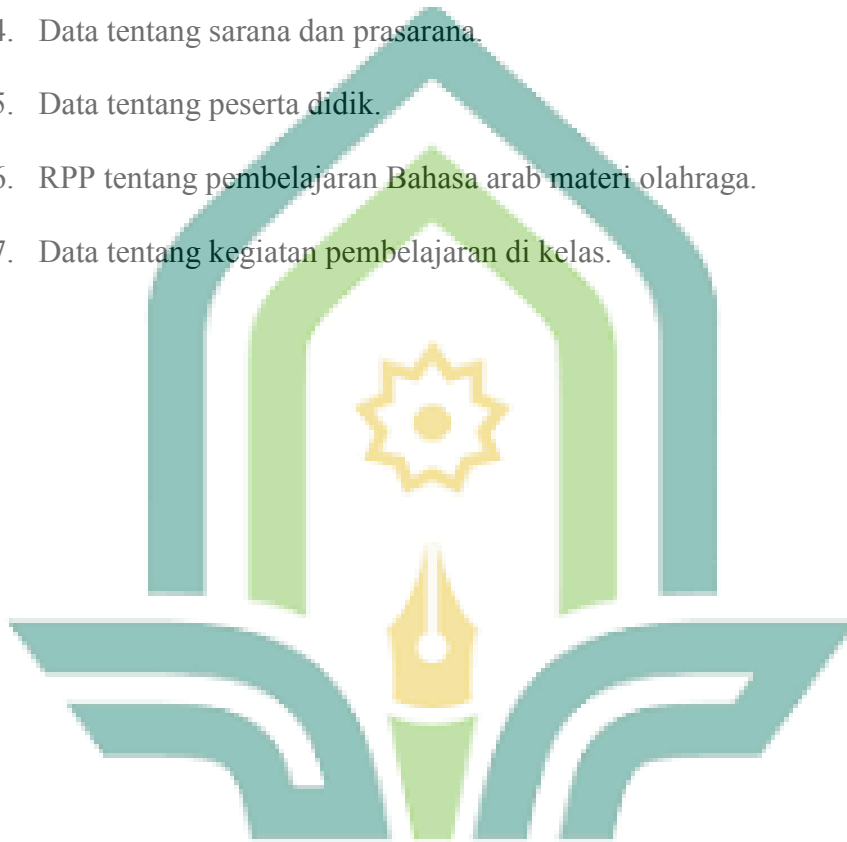 4. Data tentang sarana dan prasarana.
5. Data tentang peserta didik.
6. RPP tentang pembelajaran Bahasa arab materi olahraga.
7. Data tentang kegiatan pembelajaran di kelas.